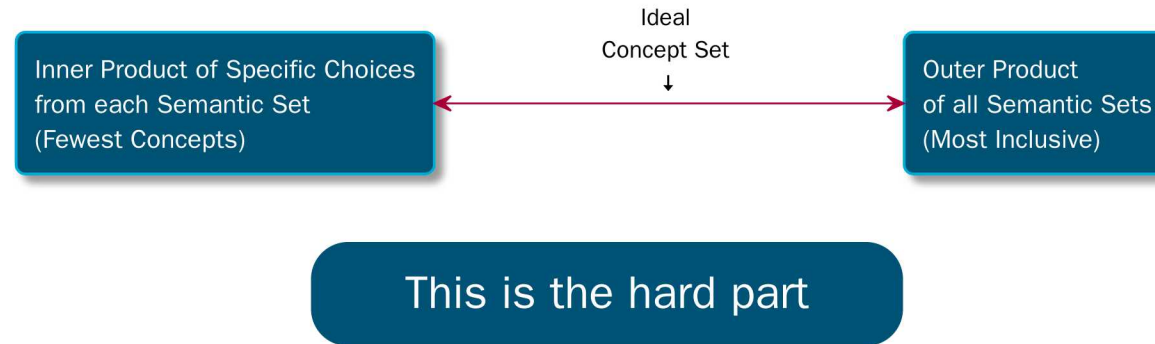 Ideal
Concept Set
Inner Product of Specific Choices
from each Semantic Set
(Fewest Concepts)
Outer Product
of all Semantic Sets
(Most Inclusive)
This is the hard part